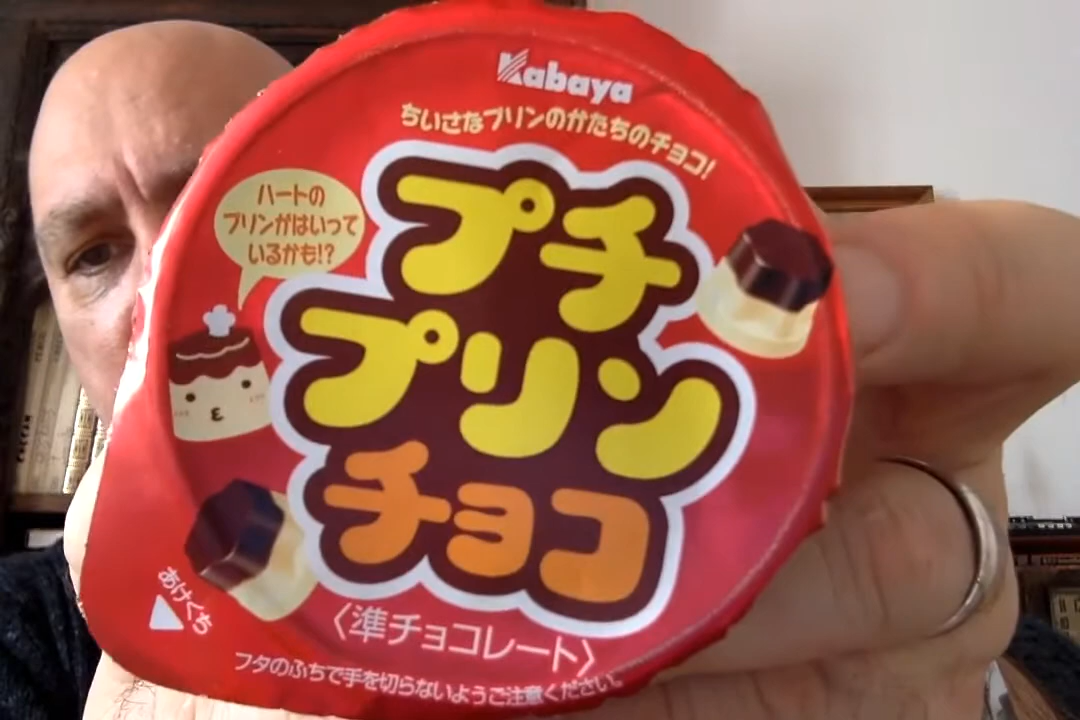 Kabaya
ちいさなプリンのかたちのチョコ!
ハートの
プリンがはいって
いるかも!?
プチ
プリン
チョコ
あけくち
〈準チョコレート〉
フタのふちで手を切らないようご注意ください。